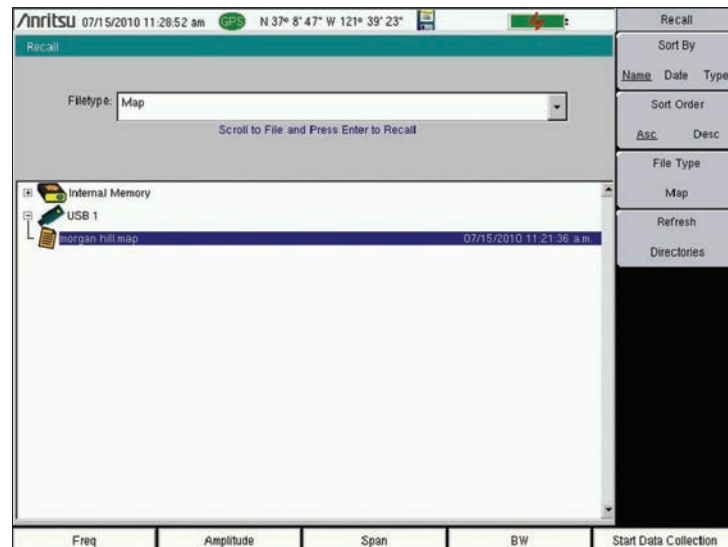 Anritsu 07/15/2010 11:28:52 am GPS N 37° 8' 47" W 121° 39' 23"
Recall
Filetype: Map
Scroll to File and Press Enter to Recall
Internal Memory
USB 1
morgan hill.map 07/15/2010 11:21:36 a.m.
Recall
Sort By
Name Date Type
Sort Order
Asc Desc
File Type
Map
Refresh
Directories
Freq Amplitude Span BW Start Data Collection